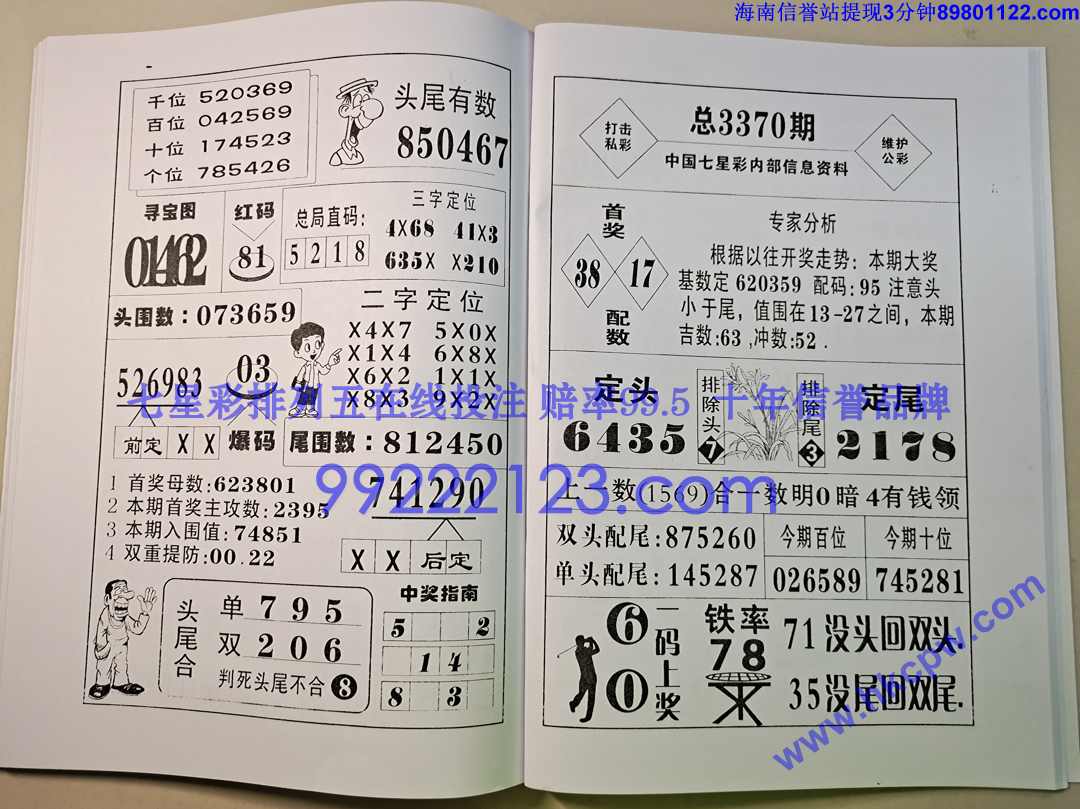 海南信誉站提现3分钟89801122.com
千位 520369
百位 042569
十位 174523
个位 785426
头尾有数
850467
寻宝图
01462
红码
81
总局直码:
5 2 1 8
三字定位
4X68 41X3
635X X210
头围数:073659
二字定位
X4X7 5X0X
X1X4 6X8X
X6X2 1X1X
X8X3 9X2X
526983
03
前定 X X
爆码
尾围数:812450
七星彩排列五在线投注 赔率99.5 十年信誉品牌
99222123.com
1 首奖母数:623801
2 本期首奖主攻数:2395
3 本期入围值:74851
4 双重提防:00.22
741290
X X 后定
头尾合
单 7 9 5
双 2 0 6
判死头尾不合8
中奖指南
5 2
1 4
8 3
打击私彩
总3370期
中国七星彩内部信息资料
维护公彩
首奖
38 17
配数
专家分析
根据以往开奖走势:本期大奖
基数定 620359 配码:95 注意头
小于尾,值围在13-27之间,本期
吉数:63,冲数:52.
定头
6435
排除头7
排除尾3
定尾
2178
上一数(1569)合一数明0暗4有钱领
双头配尾:875260
单头配尾:145287
今期百位
026589
今期十位
745281
6
0
一码上奖
铁率
78
71没头回双头.
35没尾回双尾.
www.hkcpw.com